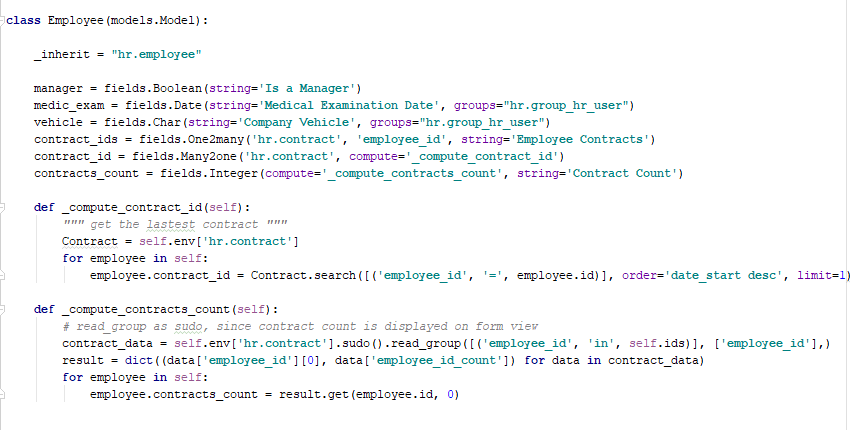 class Employee(models.Model):
_inherit = "hr.employee"
manager = fields.Boolean(string='Is a Manager')
medic_exam = fields.Date(string='Medical Examination Date', groups="hr.group_hr_user")
vehicle = fields.Char(string='Company Vehicle', groups="hr.group_hr_user")
contract_ids = fields.One2many('hr.contract', 'employee_id', string='Employee Contracts')
contract_id = fields.Many2one('hr.contract', compute='_compute_contract_id')
contracts_count = fields.Integer(compute='_compute_contracts_count', string='Contract Count')
def _compute_contract_id(self):
""" get the lastest contract """
Contract = self.env['hr.contract']
for employee in self:
employee.contract_id = Contract.search([('employee_id', '=', employee.id)], order='date_start desc', limit=1)
def _compute_contracts_count(self):
# read_group as sudo, since contract count is displayed on form view
contract_data = self.env['hr.contract'].sudo().read_group([('employee_id', 'in', self.ids)], ['employee_id'],)
result = dict((data['employee_id'][0], data['employee_id_count']) for data in contract_data)
for employee in self:
employee.contracts_count = result.get(employee.id, 0)